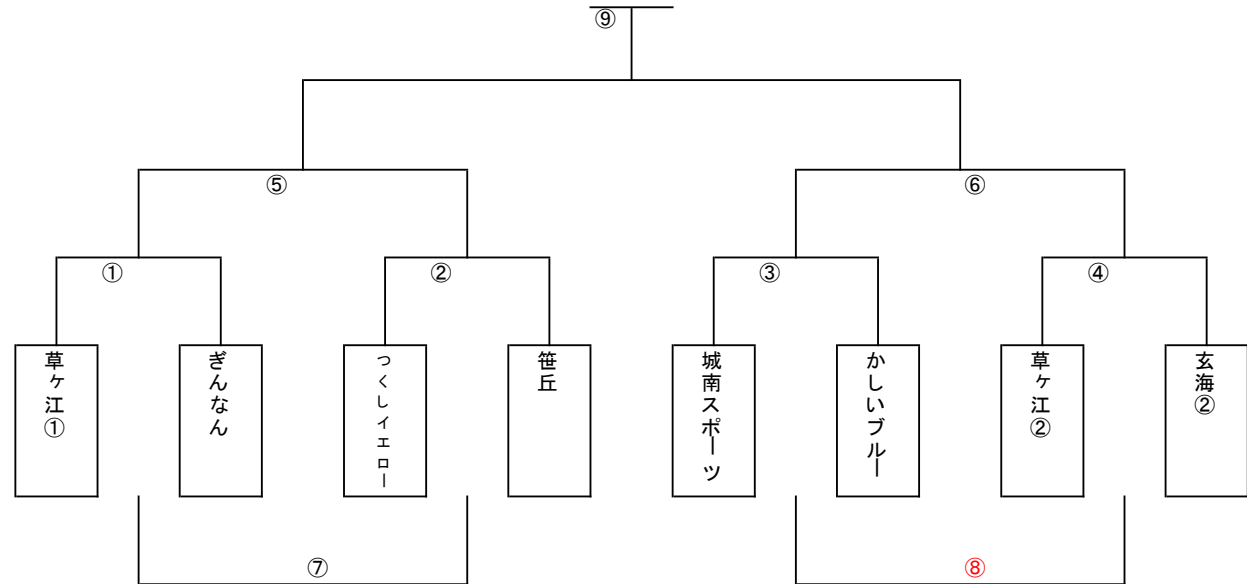 ⑨
⑤
⑥
①
②
③
④
草ヶ江①
ぎんなん
つくしイエロー
笹丘
城南スポーツ
かしいブルー
草ヶ江②
玄海②
⑦
⑧